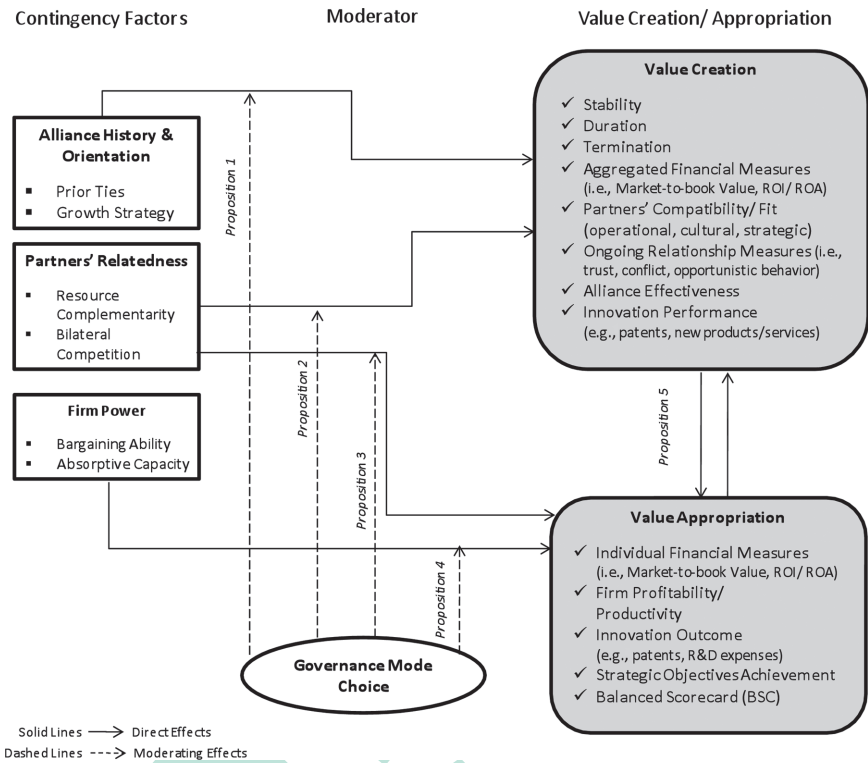 Contingency Factors
Moderator
Value Creation/ Appropriation
Alliance History &
Orientation
▪ Prior Ties
▪ Growth Strategy
Partners' Relatedness
▪ Resource
Complementarity
▪ Bilateral
Competition
Firm Power
▪ Bargaining Ability
▪ Absorptive Capacity
Proposition 1
Proposition 2
Proposition 3
Proposition 4
Governance Mode
Choice
Value Creation
✓ Stability
✓ Duration
✓ Termination
✓ Aggregated Financial Measures
(i.e., Market-to-book Value, ROI/ ROA)
✓ Partners' Compatibility/ Fit
(operational, cultural, strategic)
✓ Ongoing Relationship Measures (i.e.,
trust, conflict, opportunistic behavior)
✓ Alliance Effectiveness
✓ Innovation Performance
(e.g., patents, new products/services)
Proposition 5
Value Appropriation
✓ Individual Financial Measures
(i.e., Market-to-book Value, ROI/ ROA)
✓ Firm Profitability/
Productivity
✓ Innovation Outcome
(e.g., patents, R&D expenses)
✓ Strategic Objectives Achievement
✓ Balanced Scorecard (BSC)
Solid Lines Direct Effects
Dashed Lines Moderating Effects